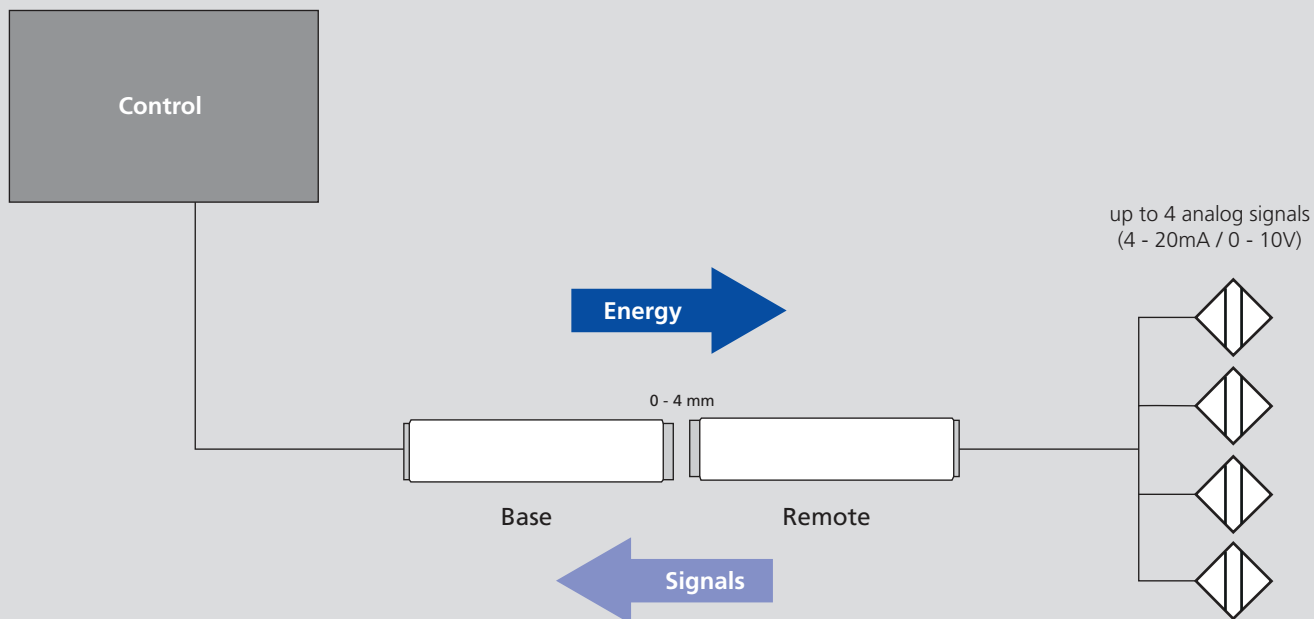 Control
up to 4 analog signals
(4 - 20mA / 0 - 10V)
Energy
0 - 4 mm
Base
Remote
Signals